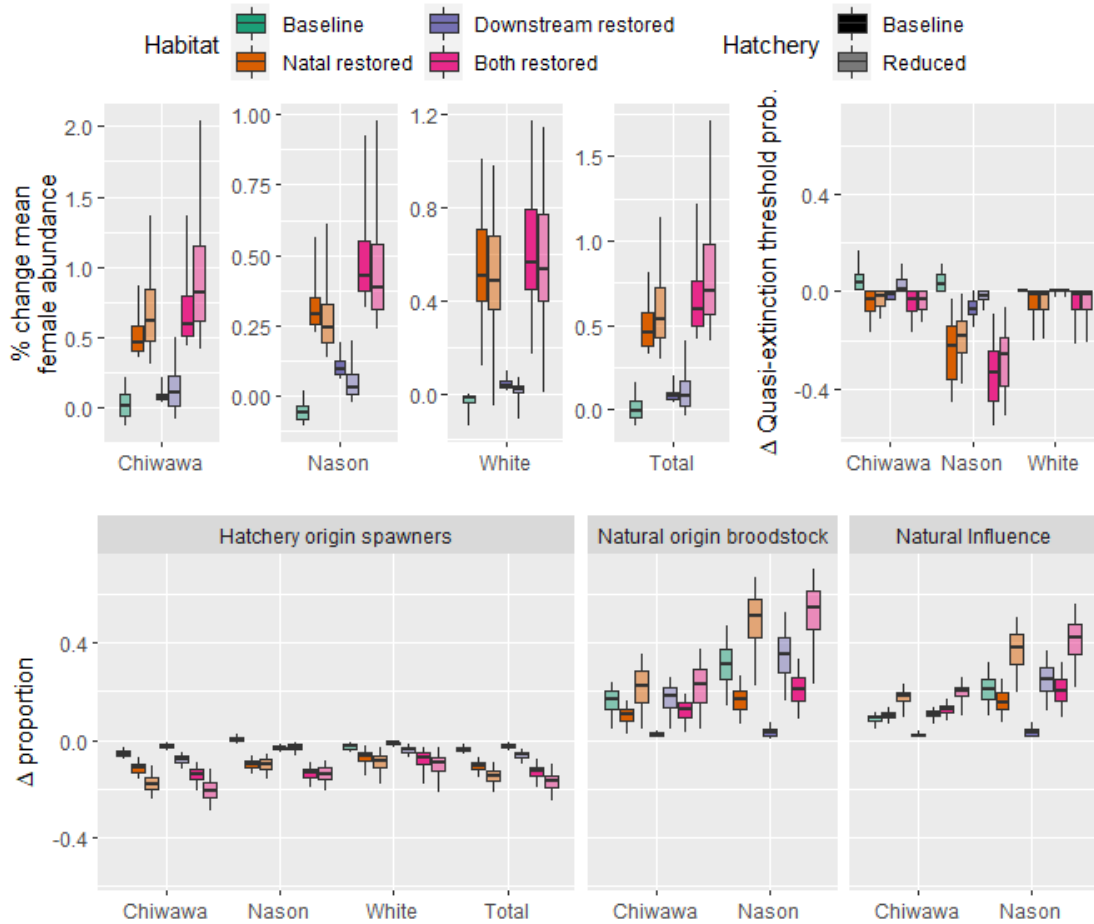 Habitat
Baseline
Downstream restored
Natal restored
Both restored
Hatchery
Baseline
Reduced
% change mean
female abundance
2.0
1.5
1.0
0.5
0.0
Chiwawa
1.00
0.75
0.50
0.25
0.00
Nason
1.2
0.8
0.4
0.0
White
1.5
1.0
0.5
0.0
Total
Δ Quasi-extinction threshold prob.
0.4
0.0
-0.4
Chiwawa Nason White
Hatchery origin spawners
Natural origin broodstock
Natural Influence
Δ proportion
0.4
0.0
-0.4
Chiwawa Nason White Total
Chiwawa Nason
Chiwawa Nason